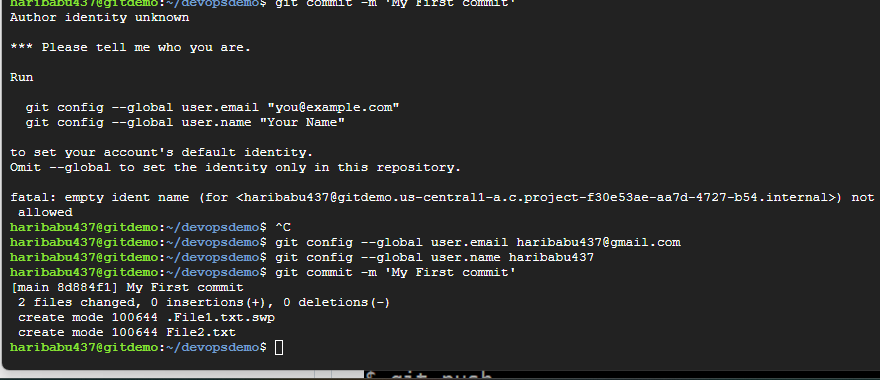 haribabu437@gitdemo:~/devopsdemo$ git commit -m 'My First commit'
Author identity unknown
*** Please tell me who you are.
Run
git config --global user.email "you@example.com"
git config --global user.name "Your Name"
to set your account's default identity.
Omit --global to set the identity only in this repository.
fatal: empty ident name (for <haribabu437@gitdemo.us-central1-a.c.project-f30e53ae-aa7d-4727-b54.internal>) not
allowed
haribabu437@gitdemo:~/devopsdemo$ ^C
haribabu437@gitdemo:~/devopsdemo$ git config --global user.email haribabu437@gmail.com
haribabu437@gitdemo:~/devopsdemo$ git config --global user.name haribabu437
haribabu437@gitdemo:~/devopsdemo$ git commit -m 'My First commit'
[main 8d884f1] My First commit
2 files changed, 0 insertions(+), 0 deletions(-)
create mode 100644 .File1.txt.swp
create mode 100644 File2.txt
haribabu437@gitdemo:~/devopsdemo$
$ git push